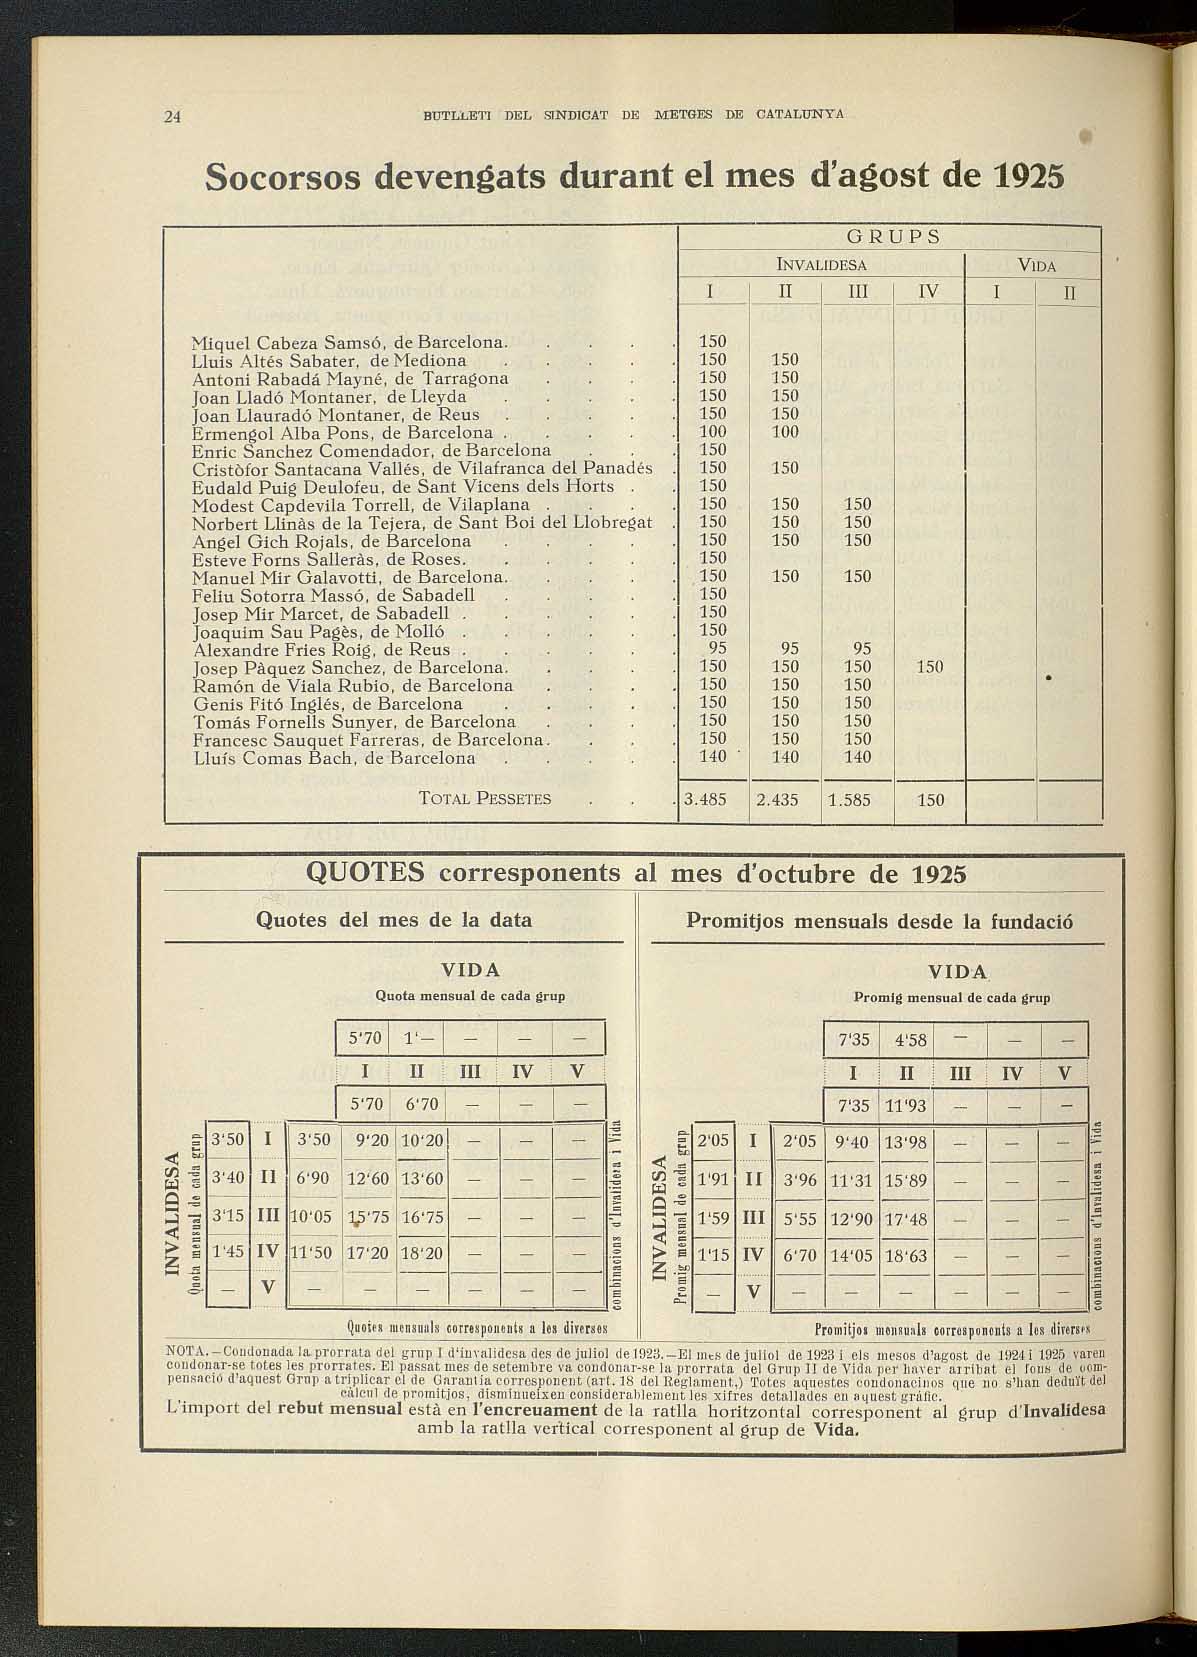 24
BUTLLETI DEL SINDICAT DE METGES DE CATALUNYA
Socorsos devengats durant el mes d'agost de 1925
GRUPS
INVALIDESA VIDA
I II III IV I II
Miquel Cabeza Samsó, de Barcelona. . . . . 150
Lluis Altés Sabater, de Mediona . . . . 150 150
Antoni Rabadá Mayné, de Tarragona . . . . 150 150
Joan Lladó Montaner, de Lleyda . . . . . 150 150
Joan Llauradó Montaner, de Reus . . . . . 150 150
Ermengol Alba Pons, de Barcelona . . . . . 100 100
Enric Sanchez Comendador, de Barcelona . . . 150
Cristòfor Santacana Vallés, de Vilafranca del Panadés . 150 150
Eudald Puig Deulofeu, de Sant Vicens dels Horts . . 150
Modest Capdevila Torrell, de Vilaplana . . . . 150 150 150
Norbert Llinàs de la Tejera, de Sant Boi del Llobregat . 150 150 150
Angel Gich Rojals, de Barcelona . . . . . 150 150 150
Esteve Forns Salleràs, de Roses. . . . . . 150
Manuel Mir Galavotti, de Barcelona. . . . . 150 150 150
Feliu Sotorra Massó, de Sabadell . . . . . 150
Josep Mir Marcet, de Sabadell . . . . . . 150
Joaquim Sau Pagès, de Molló . . . . . . 150
Alexandre Fries Roig, de Reus . . . . . . 95 95 95
Josep Pàquez Sanchez, de Barcelona. . . . . 150 150 150 150
Ramón de Viala Rubio, de Barcelona . . . . 150 150 150
Genis Fitó Inglés, de Barcelona . . . . 150 150 150
Tomás Fornells Sunyer, de Barcelona . . . . 150 150 150
Francesc Sauquet Farreras, de Barcelona. . . . 150 150 150
Lluís Comas Bach, de Barcelona . . . . . 140 140 140
TOTAL PESSETES . . . 3.485 2.435 1.585 150
QUOTES corresponents al mes d'octubre de 1925
Quotes del mes de la data
VIDA
Quota mensual de cada grup
5'70 1'— — — —
I II III IV V
5'70 6'70 — — —
INVALIDESA
Quota mensual de cada grup
3'50 I 3'50 9'20 10'20 — — —
3'40 II 6'90 12'60 13'60 — — —
3'15 III 10'05 15'75 16'75 — — —
1'45 IV 11'50 17'20 18'20 — — —
— V — — — — — —
combinacions d'Invalidesa i Vida
Quotes mensuals corresponents a les diverses
Promitjos mensuals desde la fundació
VIDA
Promig mensual de cada grup
7'35 4'58 — — —
I II III IV V
7'35 11'93 — — —
INVALIDESA
Promig mensual de cada grup
2'05 I 2'05 9'40 13'98 — — —
1'91 II 3'96 11'31 15'89 — — —
1'59 III 5'55 12'90 17'48 — — —
1'15 IV 6'70 14'05 18'63 — — —
— V — — — — — —
combinacions d'Invalidesa i Vida
Promitjos mensuals corresponents a les diverses
NOTA.—Condonada la prorrata del grup I d'invalidesa des de juliol de 1923.—El mes de juliol de 1923 i els mesos d'agost de 1924 i 1925 varen
condonar-se totes les prorrates. El passat mes de setembre va condonar-se la prorrata del Grup II de Vida per haver arribat el fons de com-
pensació d'aquest Grup a triplicar el de Garantia corresponent (art. 18 del Reglament,) Totes aquestes condonacinos que no s'han deduït del
càlcul de promitjos, disminueixen considerablement les xifres detallades en aquest gràfic.
L'import del rebut mensual està en l'encreuament de la ratlla horitzontal corresponent al grup d'Invalidesa
amb la ratlla vertical corresponent al grup de Vida.